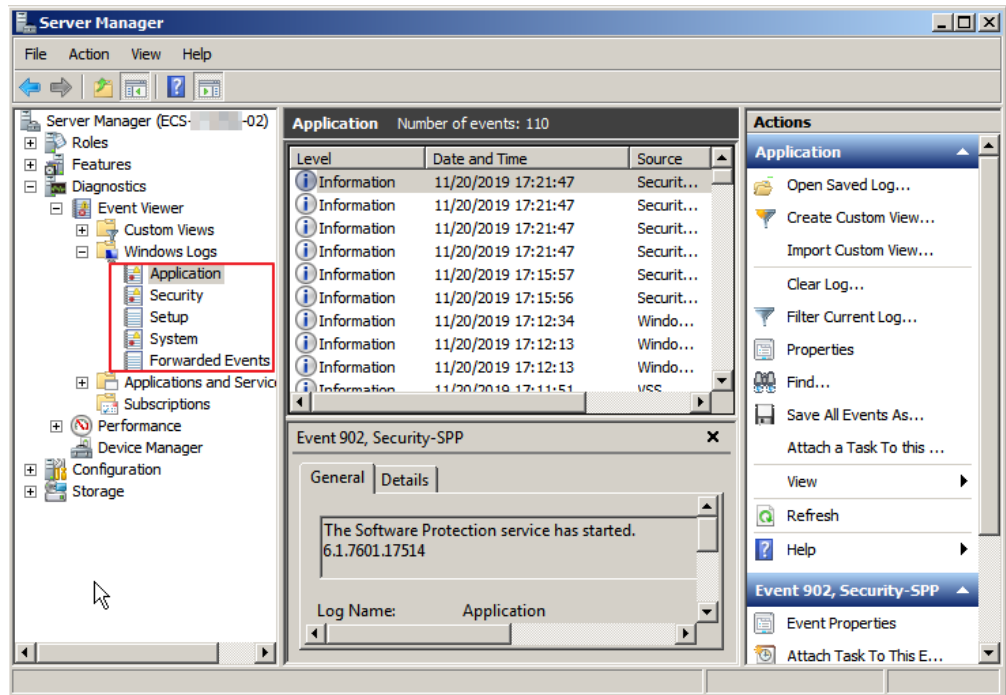 Server Manager
File Action View Help
Server Manager (ECS- -02)
Roles
Features
Diagnostics
Event Viewer
Custom Views
Windows Logs
Application
Security
Setup
System
Forwarded Events
Applications and Servic
Subscriptions
Performance
Device Manager
Configuration
Storage
Application Number of events: 110
Level Date and Time Source
Information 11/20/2019 17:21:47 Securit...
Information 11/20/2019 17:21:47 Securit...
Information 11/20/2019 17:21:47 Securit...
Information 11/20/2019 17:21:47 Securit...
Information 11/20/2019 17:15:57 Securit...
Information 11/20/2019 17:15:56 Securit...
Information 11/20/2019 17:12:34 Windo...
Information 11/20/2019 17:12:13 Windo...
Information 11/20/2019 17:12:13 Windo...
Information 11/20/2019 17:11:51 VSS
Event 902, Security-SPP
General Details
The Software Protection service has started.
6.1.7601.17514
Log Name: Application
Actions
Application
Open Saved Log...
Create Custom View...
Import Custom View...
Clear Log...
Filter Current Log...
Properties
Find...
Save All Events As...
Attach a Task To this ...
View
Refresh
Help
Event 902, Security-SPP
Event Properties
Attach Task To This E...